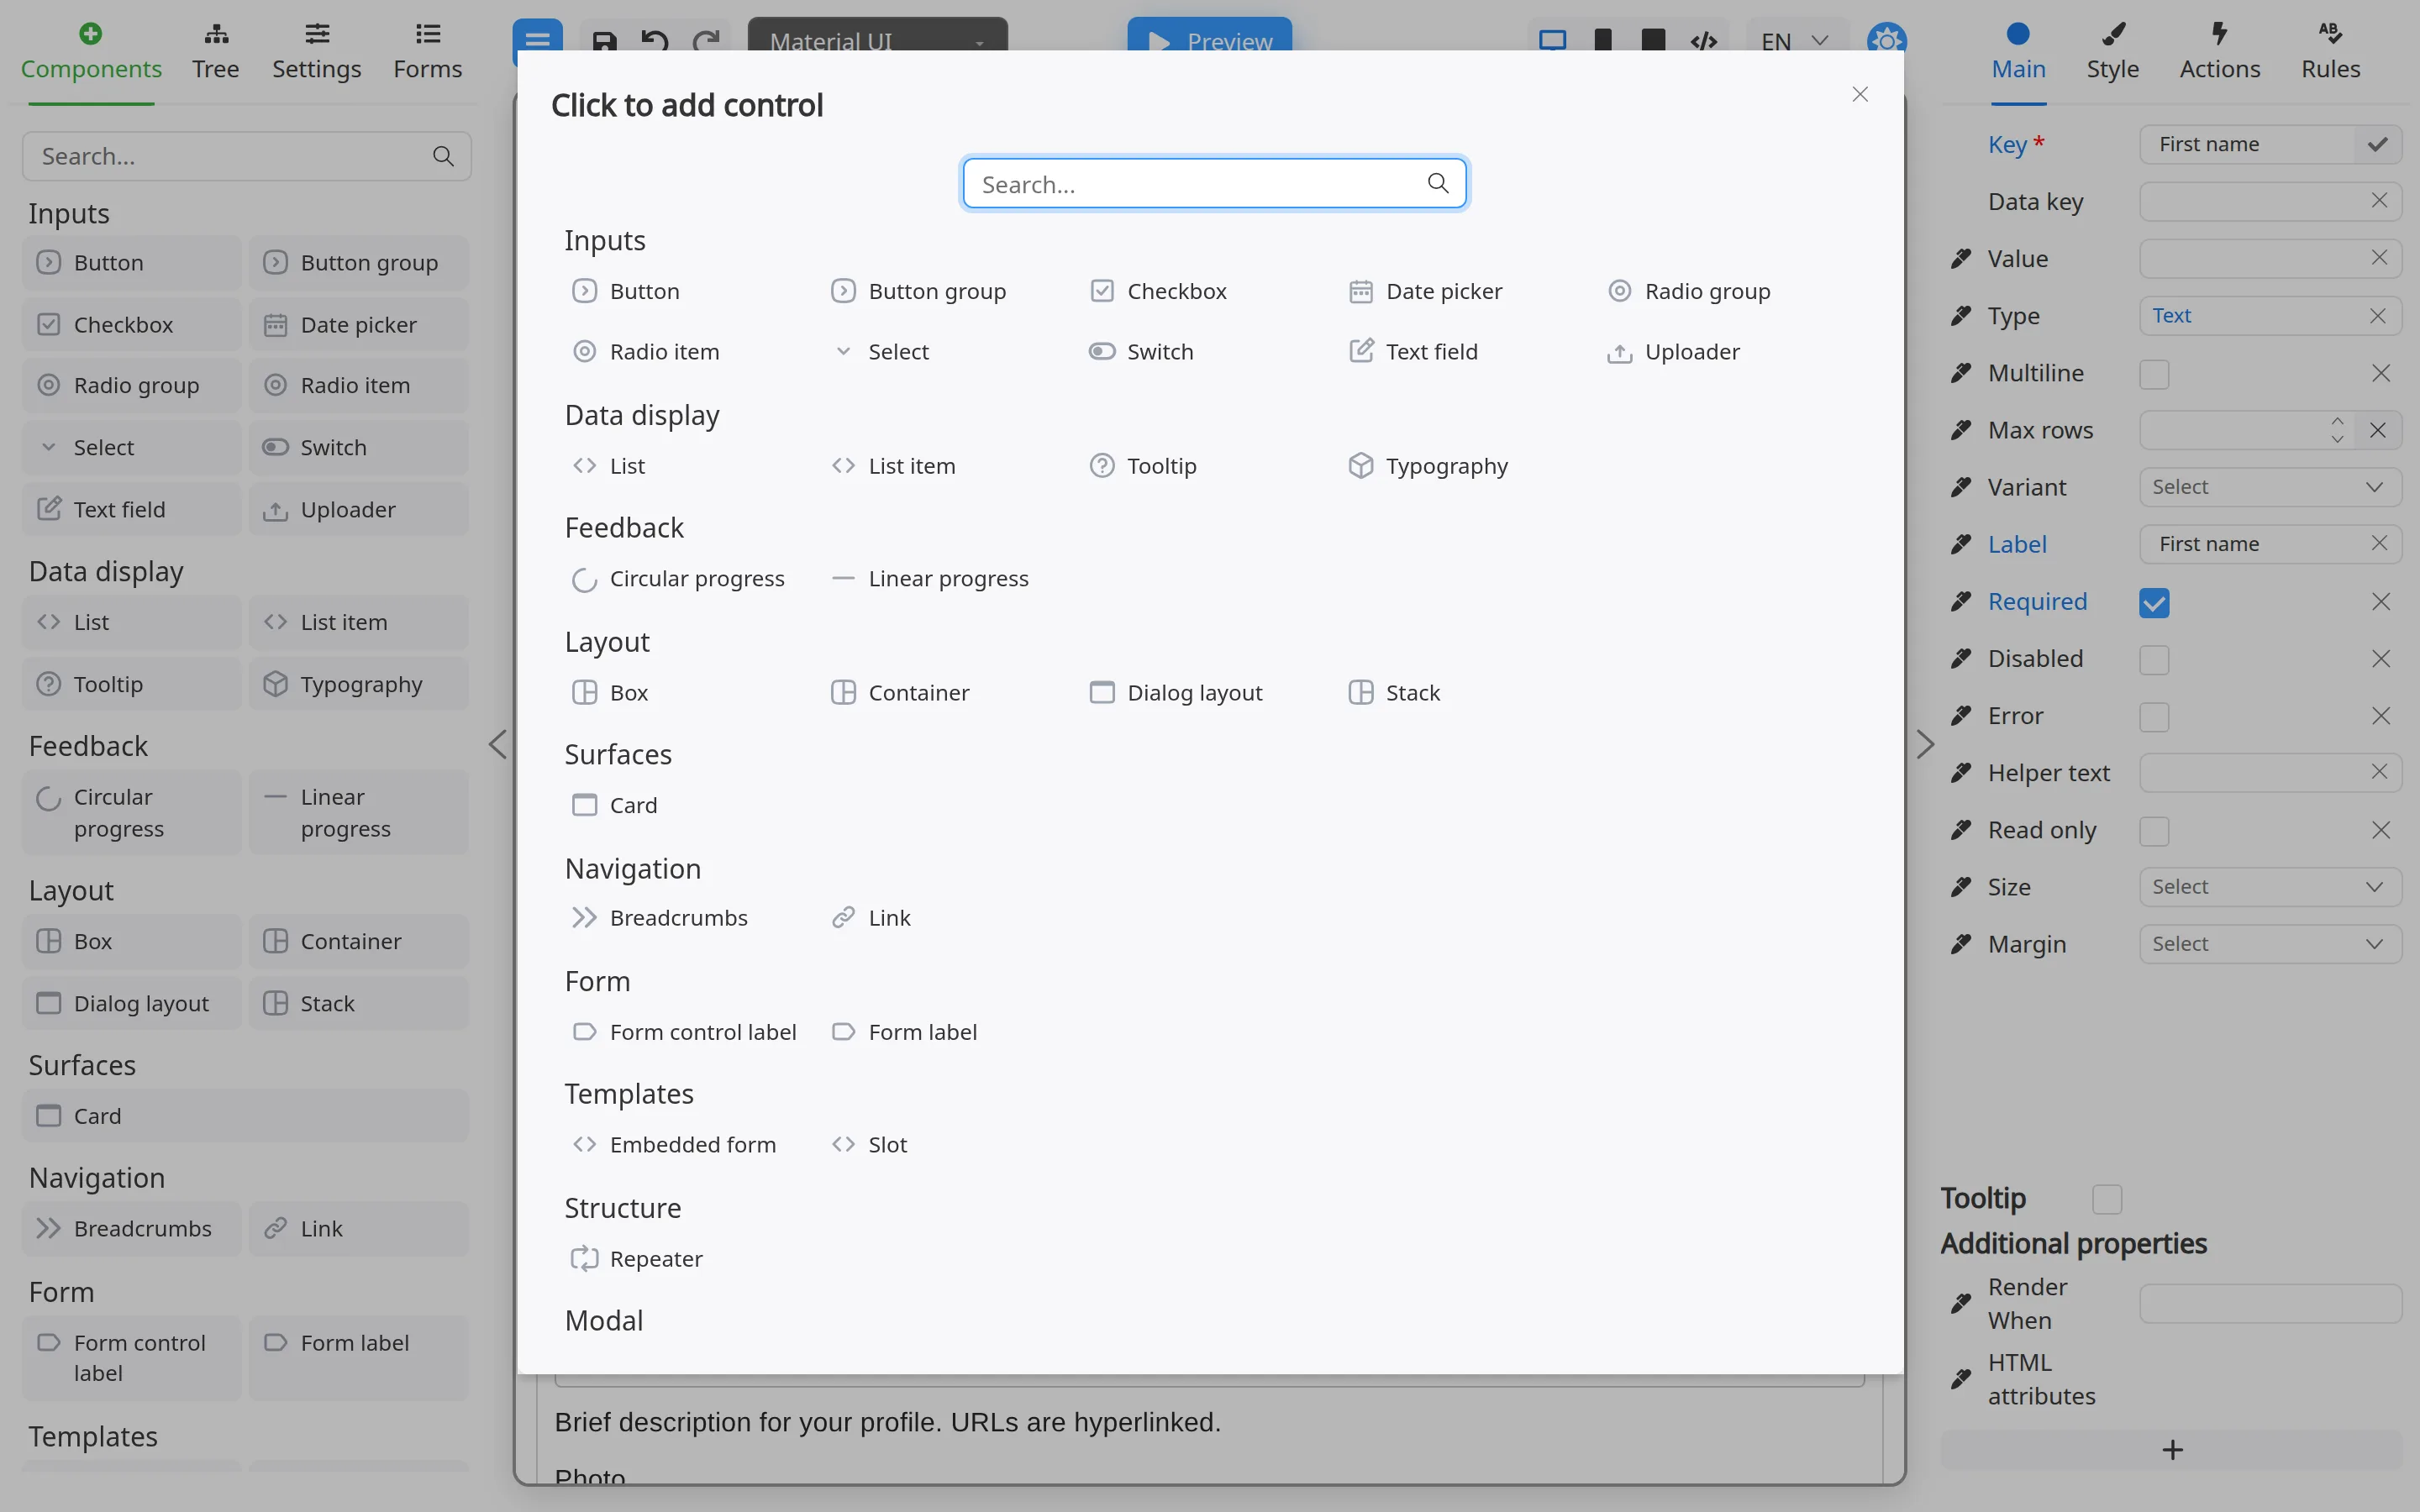 Components
Tree
Settings
Forms
Material UI
Preview
EN
Main
Style
Actions
Rules
AB
Search...
Inputs
Button
Button group
Checkbox
Date picker
Radio group
Radio item
Select
Switch
Text field
Uploader
Data display
List
List item
Tooltip
Typography
Feedback
Circular
progress
Linear
progress
Layout
Box
Container
Dialog layout
Stack
Surfaces
Card
Navigation
Breadcrumbs
Link
Form
Form control
label
Form label
Templates
Click to add control
Search...
Inputs
Button
Button group
Checkbox
Date picker
Radio group
Radio item
Select
Switch
Text field
Uploader
Data display
List
List item
Tooltip
Typography
Feedback
Circular progress
Linear progress
Layout
Box
Container
Dialog layout
Stack
Surfaces
Card
Navigation
Breadcrumbs
Link
Form
Form control label
Form label
Templates
Embedded form
Slot
Structure
Repeater
Modal
Brief description for your profile. URLs are hyperlinked.
Photo
Key *
First name
Data key
Value
Type
Text
Multiline
Max rows
Variant
Select
Label
First name
Required
Disabled
Error
Helper text
Read only
Size
Select
Margin
Select
Tooltip
Additional properties
Render
When
HTML
attributes